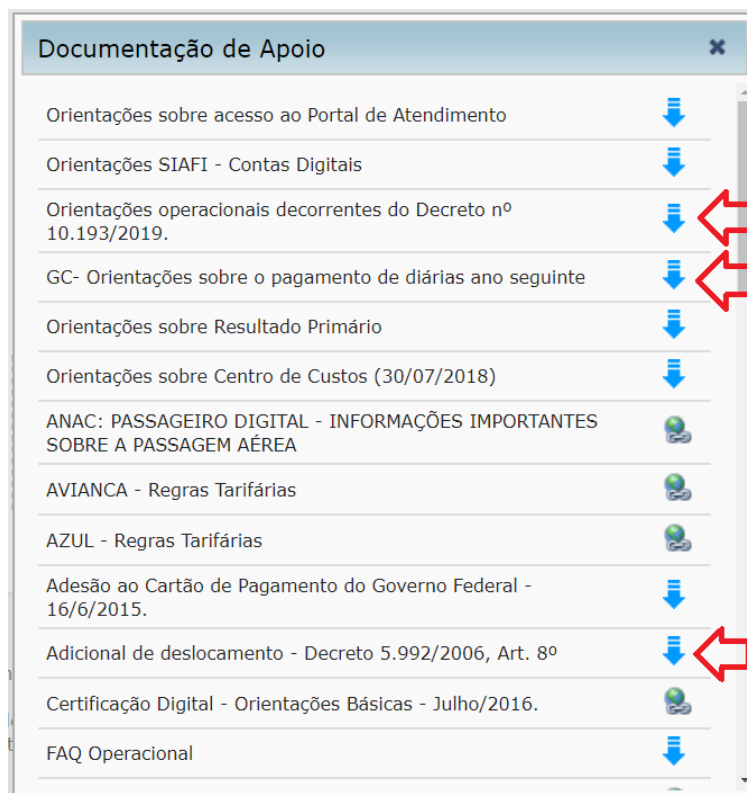 Documentação de Apoio
Orientações sobre acesso ao Portal de Atendimento
Orientações SIAFI - Contas Digitais
Orientações operacionais decorrentes do Decreto nº
10.193/2019.
GC- Orientações sobre o pagamento de diárias ano seguinte
Orientações sobre Resultado Primário
Orientações sobre Centro de Custos (30/07/2018)
ANAC: PASSAGEIRO DIGITAL - INFORMAÇÕES IMPORTANTES
SOBRE A PASSAGEM AÉREA
AVIANCA - Regras Tarifárias
AZUL - Regras Tarifárias
Adesão ao Cartão de Pagamento do Governo Federal -
16/6/2015.
Adicional de deslocamento - Decreto 5.992/2006, Art. 8º
Certificação Digital - Orientações Básicas - Julho/2016.
FAQ Operacional